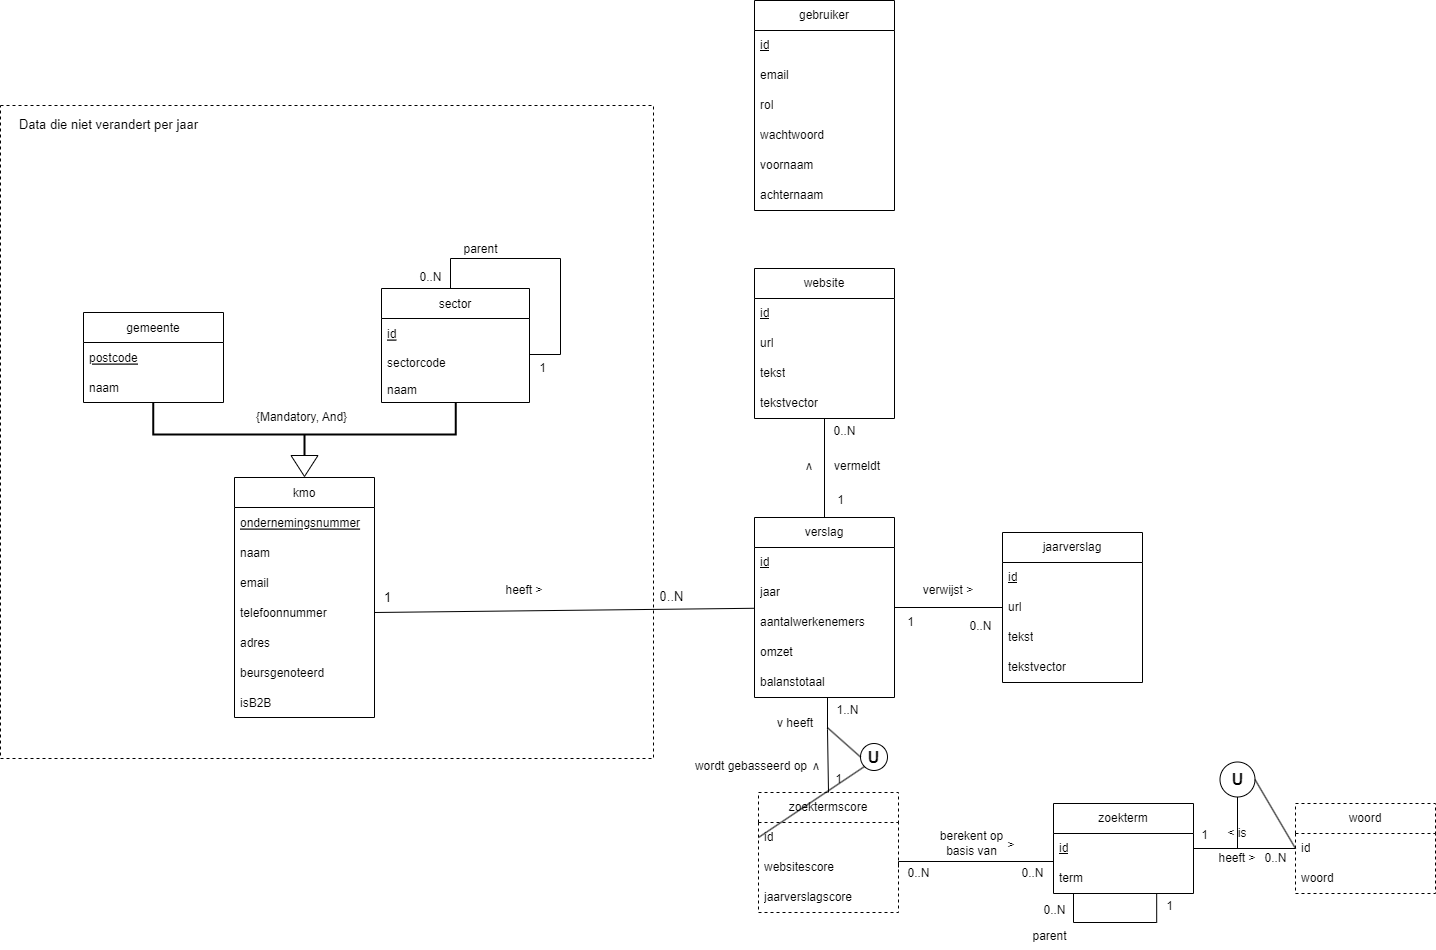 gebruiker
id
email
rol
wachtwoord
voornaam
achternaam
Data die niet verandert per jaar
parent
0..N
sector
id
sectorcode
naam
1
gemeente
postcode
naam
{Mandatory, And}
kmo
ondernemingsnummer
naam
email
telefoonnummer
adres
beursgenoteerd
isB2B
1
heeft >
0..N
website
id
url
tekst
tekstvector
0..N
∧ vermeldt
1
verslag
id
jaar
aantalwerkenemers
omzet
balanstotaal
verwijst >
1
0..N
jaarverslag
id
url
tekst
tekstvector
1..N
v heeft
U
wordt gebasseerd op ∧
1
zoektermscore
id
websitescore
jaarverslagscore
berekent op
basis van >
0..N
0..N
zoekterm
id
term
0..N
1
parent
U
1
< is
heeft >
0..N
woord
id
woord